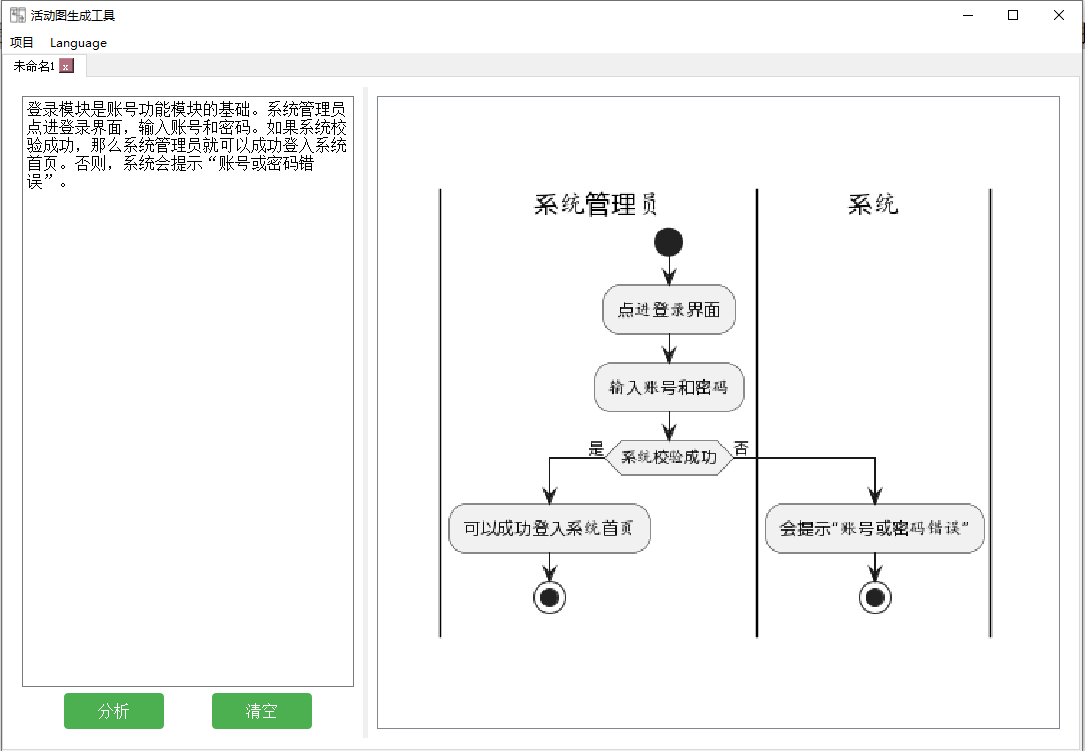 活动图生成工具
项目 Language
未命名1 x
登录模块是账号功能模块的基础。系统管理员
点进登录界面，输入账号和密码。如果系统校
验成功，那么系统管理员就可以成功登入系统
首页。否则，系统会提示“账号或密码错
误”。
分析 清空
系统管理员 系统
点进登录界面
输入账号和密码
是 系统校验成功 否
可以成功登入系统首页 会提示“账号或密码错误”